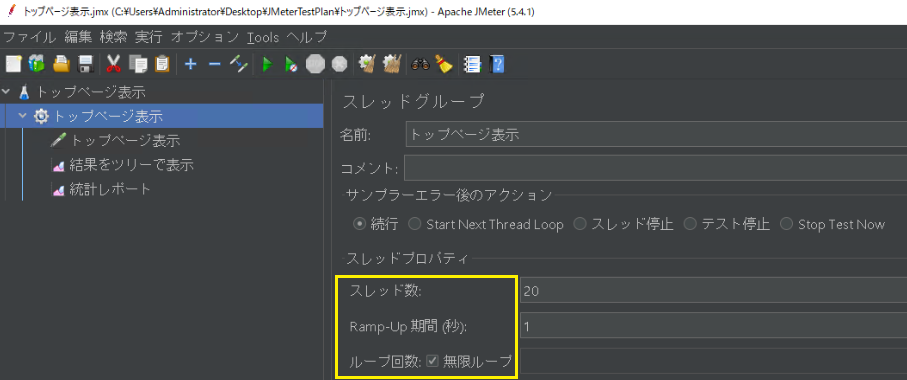 トップページ表示.jmx (C:¥Users¥Administrator¥Desktop¥JMeterTestPlan¥トップページ表示.jmx) - Apache JMeter (5.4.1)
ファイル 編集 検索 実行 オプション Tools ヘルプ
トップページ表示
トップページ表示
トップページ表示
結果をツリーで表示
統計レポート
スレッドグループ
名前: トップページ表示
コメント:
サンプラーエラー後のアクション
続行 Start Next Thread Loop スレッド停止 テスト停止 Stop Test Now
スレッドプロパティ
スレッド数: 20
Ramp-Up 期間 (秒): 1
ループ回数: 無限ループ